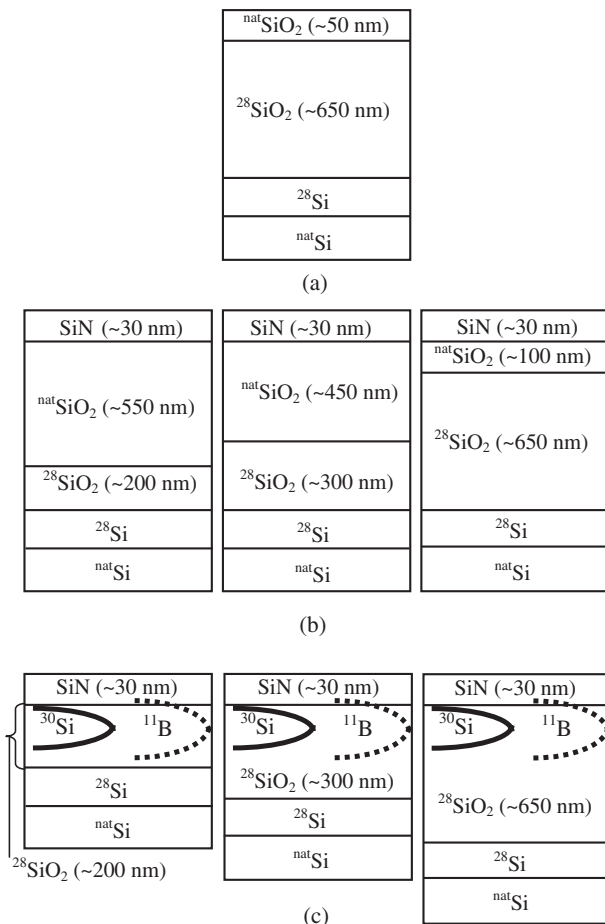 natSiO2 (~50 nm)
28SiO2 (~650 nm)
28Si
natSi
(a)
SiN (~30 nm)
natSiO2 (~550 nm)
28SiO2 (~200 nm)
28Si
natSi
SiN (~30 nm)
natSiO2 (~450 nm)
28SiO2 (~300 nm)
28Si
natSi
SiN (~30 nm)
natSiO2 (~100 nm)
28SiO2 (~650 nm)
28Si
natSi
(b)
SiN (~30 nm)
30Si 11B
28Si
natSi
28SiO2 (~200 nm)
SiN (~30 nm)
30Si 11B
28SiO2 (~300 nm)
28Si
natSi
SiN (~30 nm)
30Si 11B
28SiO2 (~650 nm)
28Si
natSi
(c)